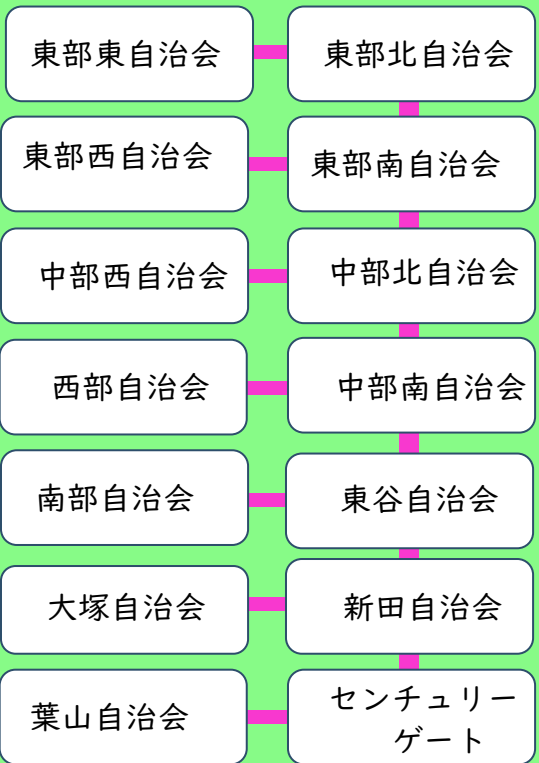 東部東自治会
東部北自治会
東部西自治会
東部南自治会
中部西自治会
中部北自治会
西部自治会
中部南自治会
南部自治会
東谷自治会
大塚自治会
新田自治会
葉山自治会
センチュリー
ゲート